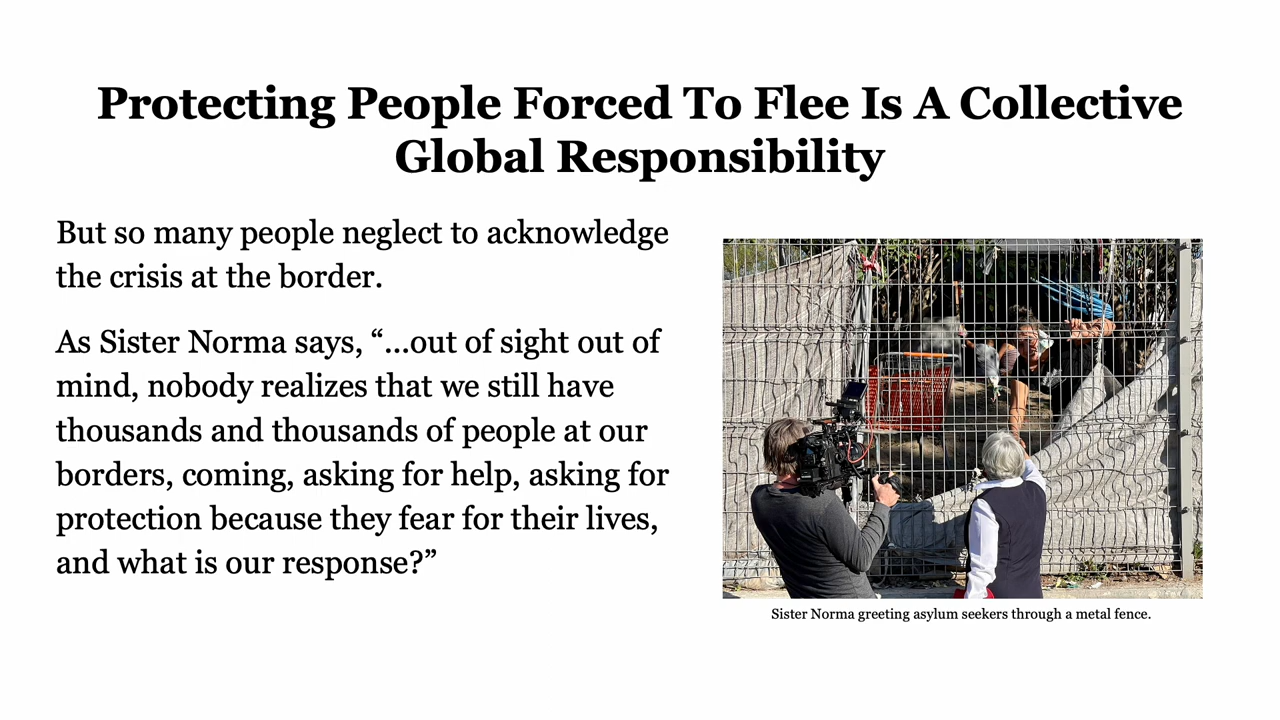 Protecting People Forced To Flee Is A Collective
Global Responsibility
But so many people neglect to acknowledge
the crisis at the border.
As Sister Norma says, “...out of sight out of
mind, nobody realizes that we still have
thousands and thousands of people at our
borders, coming, asking for help, asking for
protection because they fear for their lives,
and what is our response?”
Sister Norma greeting asylum seekers through a metal fence.